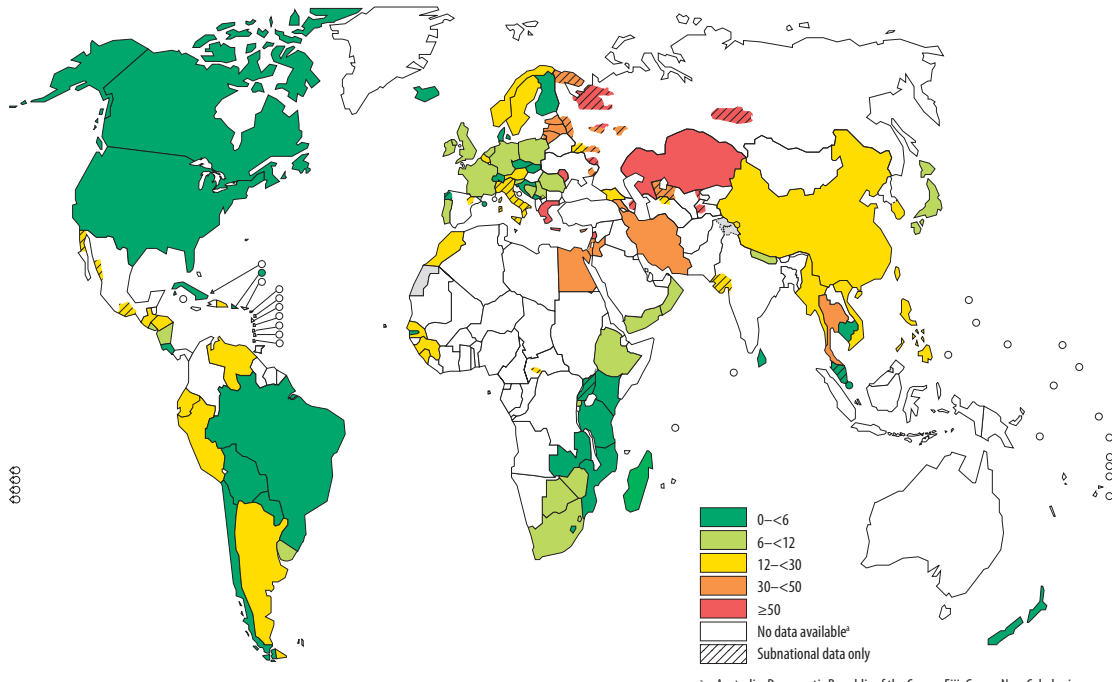 0–<6
6–<12
12–<30
30–<50
≥50
No data availableᵃ
Subnational data only